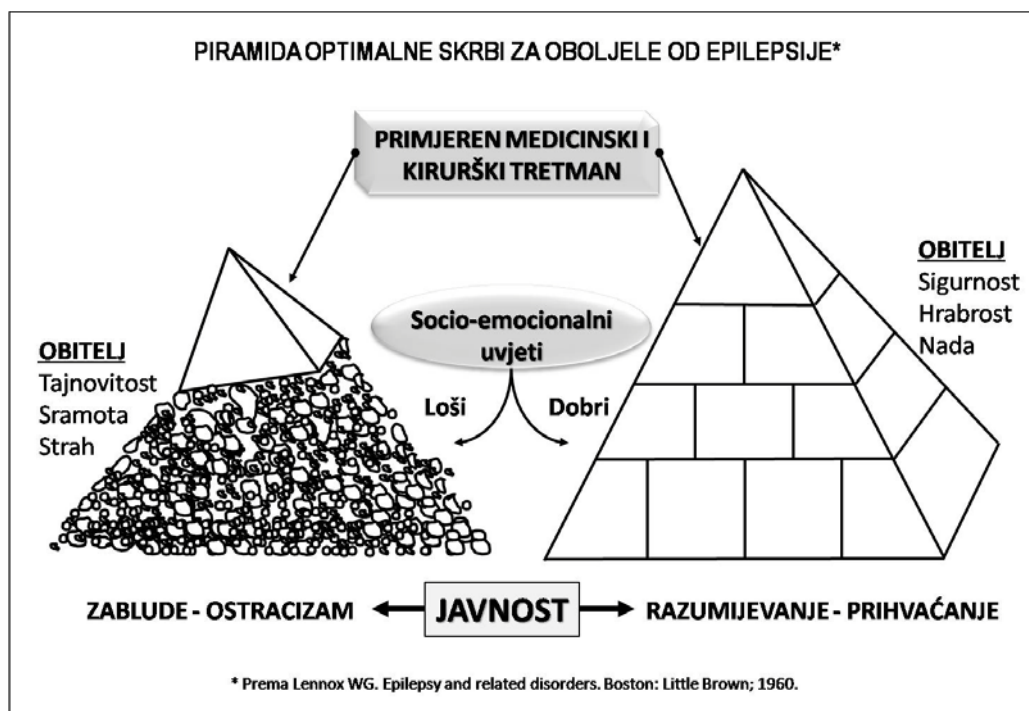 PIRAMIDA OPTIMALNE SKRBI ZA OBOLJELE OD EPILEPSIJE*
PRIMJEREN MEDICINSKI I
KIRURŠKI TRETMAN
OBITELJ
Tajnovitost
Sramota
Strah
Socio-emocionalni
uvjeti
Loši
Dobri
OBITELJ
Sigurnost
Hrabrost
Nada
ZABLUDE - OSTRACIZAM
JAVNOST
RAZUMIJEVANJE - PRIHVAĆANJE
* Prema Lennox WG. Epilepsy and related disorders. Boston: Little Brown; 1960.